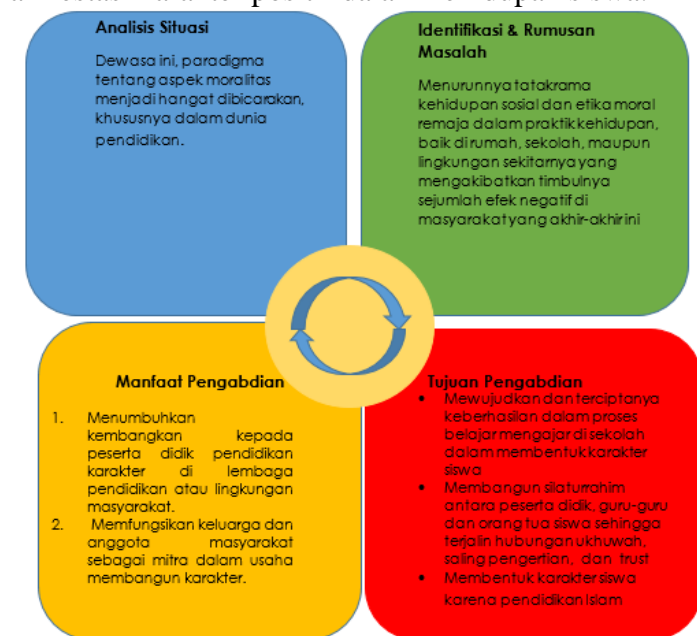 dalam
siswa.
Analisis Situasi
Dewasa ini, paradigma
tentang aspek moralitas
menjadi hangat dibicarakan,
khususnya dalam dunia
pendidikan.
Identifikasi & Rumusan
Masalah
Menurunnya tatakrama
kehidupan sosial dan etika moral
remaja dalam praktik kehidupan,
baik di rumah, sekolah, maupun
lingkungan sekitarnya yang
mengakibatkan timbulnya
sejumlah efek negatif di
masyarakat yang akhir-akhir ini
Manfaat Pengabdian
1. Menumbuhkan
kembangkan kepada
peserta didik pendidikan
karakter di lembaga
pendidikan atau lingkungan
masyarakat.
2. Memfungsikan keluarga dan
anggota masyarakat
sebagai mitra dalam usaha
membangun karakter.
Tujuan Pengabdian
• Mewujudkan dan terciptanya
keberhasilan dalam proses
belajar mengajar di sekolah
dalam membentuk karakter
siswa
• Membangun silaturrahim
antara peserta didik, guru-guru
dan orang tua siswa sehingga
terjalin hubungan ukhuwah,
saling pengertian, dan trust
• Membentuk karakter siswa
karena pendidikan Islam